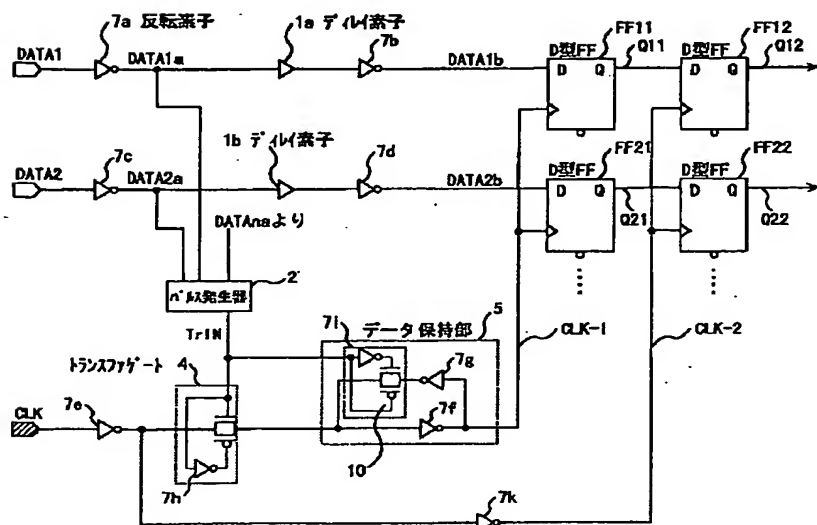 7a 反転素子
1a ディレイ素子
7b
FF11
FF12
D型FF
Q11
D型FF
Q12
DATA1
DATA1a
DATA1b
D Q
D Q
7c
1b ディレイ素子
7d
FF21
FF22
D型FF
D型FF
DATA2
DATA2a
DATA2b
D Q
D Q
DATAnaより
Q21
Q22
2
パルス発生器
TrIN
データ保持部
5
CLK-1
CLK-2
7i
7g
トランスファゲート
4
CLK
7e
7f
7h
10
7k